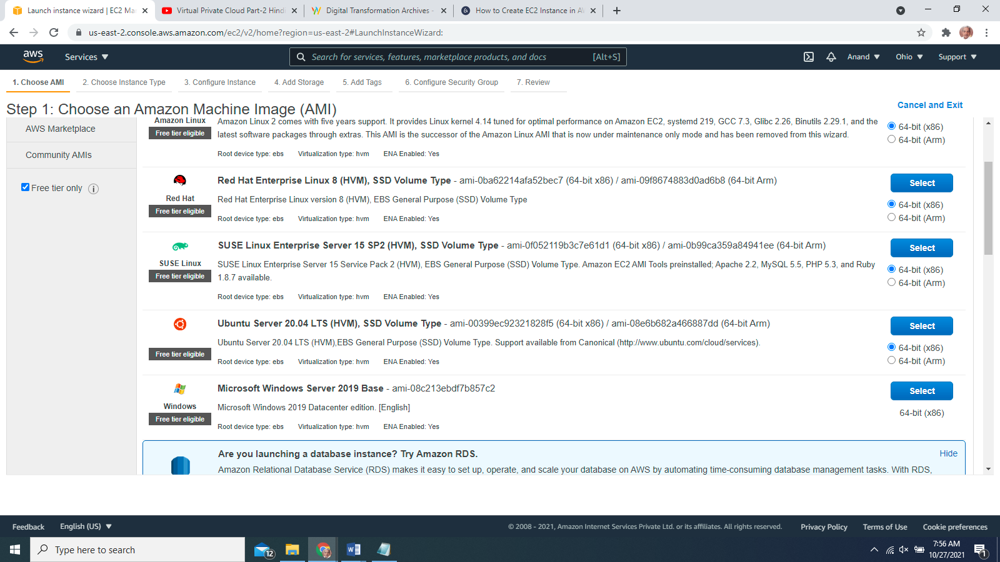 Launch instance wizard | EC2 Ma
Virtual Private Cloud Part-2 Hindi
Digital Transformation Archives -
How to Create EC2 Instance in A
us-east-2.console.aws.amazon.com/ec2/v2/home?region=us-east-2#LaunchInstanceWizard:
aws
Services
Search for services, features, marketplace products, and docs
[Alt+S]
Anand
Ohio
Support
1. Choose AMI
2. Choose Instance Type
3. Configure Instance
4. Add Storage
5. Add Tags
6. Configure Security Group
7. Review
Step 1: Choose an Amazon Machine Image (AMI)
Cancel and Exit
AWS Marketplace
Community AMIs
Free tier only
i
Amazon Linux
Free tier eligible
Amazon Linux 2 comes with five years support. It provides Linux kernel 4.14 tuned for optimal performance on Amazon EC2, systemd 219, GCC 7.3, Glibc 2.26, Binutils 2.29.1, and the
latest software packages through extras. This AMI is the successor of the Amazon Linux AMI that is now under maintenance only mode and has been removed from this wizard.
Root device type: ebs Virtualization type: hvm ENA Enabled: Yes
64-bit (x86)
64-bit (Arm)
Red Hat
Free tier eligible
Red Hat Enterprise Linux 8 (HVM), SSD Volume Type - ami-0ba62214afa52bec7 (64-bit x86) / ami-09f8674883d0ad6b8 (64-bit Arm)
Red Hat Enterprise Linux version 8 (HVM), EBS General Purpose (SSD) Volume Type
Root device type: ebs Virtualization type: hvm ENA Enabled: Yes
Select
64-bit (x86)
64-bit (Arm)
SUSE Linux
Free tier eligible
SUSE Linux Enterprise Server 15 SP2 (HVM), SSD Volume Type - ami-0f052119b3c7e61d1 (64-bit x86) / ami-0b99ca359a84941ee (64-bit Arm)
SUSE Linux Enterprise Server 15 Service Pack 2 (HVM), EBS General Purpose (SSD) Volume Type. Amazon EC2 AMI Tools preinstalled; Apache 2.2, MySQL 5.5, PHP 5.3, and Ruby
1.8.7 available.
Root device type: ebs Virtualization type: hvm ENA Enabled: Yes
Select
64-bit (x86)
64-bit (Arm)
Free tier eligible
Ubuntu Server 20.04 LTS (HVM), SSD Volume Type - ami-00399ec92321828f5 (64-bit x86) / ami-08e6b682a466887dd (64-bit Arm)
Ubuntu Server 20.04 LTS (HVM),EBS General Purpose (SSD) Volume Type. Support available from Canonical (http://www.ubuntu.com/cloud/services).
Root device type: ebs Virtualization type: hvm ENA Enabled: Yes
Select
64-bit (x86)
64-bit (Arm)
Windows
Free tier eligible
Microsoft Windows Server 2019 Base - ami-08c213ebdf7b857c2
Microsoft Windows 2019 Datacenter edition. [English]
Root device type: ebs Virtualization type: hvm ENA Enabled: Yes
Select
64-bit (x86)
Are you launching a database instance? Try Amazon RDS.
Hide
Amazon Relational Database Service (RDS) makes it easy to set up, operate, and scale your database on AWS by automating time-consuming database management tasks. With RDS,
Feedback
English (US)
© 2008 - 2021, Amazon Internet Services Private Ltd. or its affiliates. All rights reserved.
Privacy Policy
Terms of Use
Cookie preferences
Type here to search
12
W
7:56 AM
10/27/2021
1